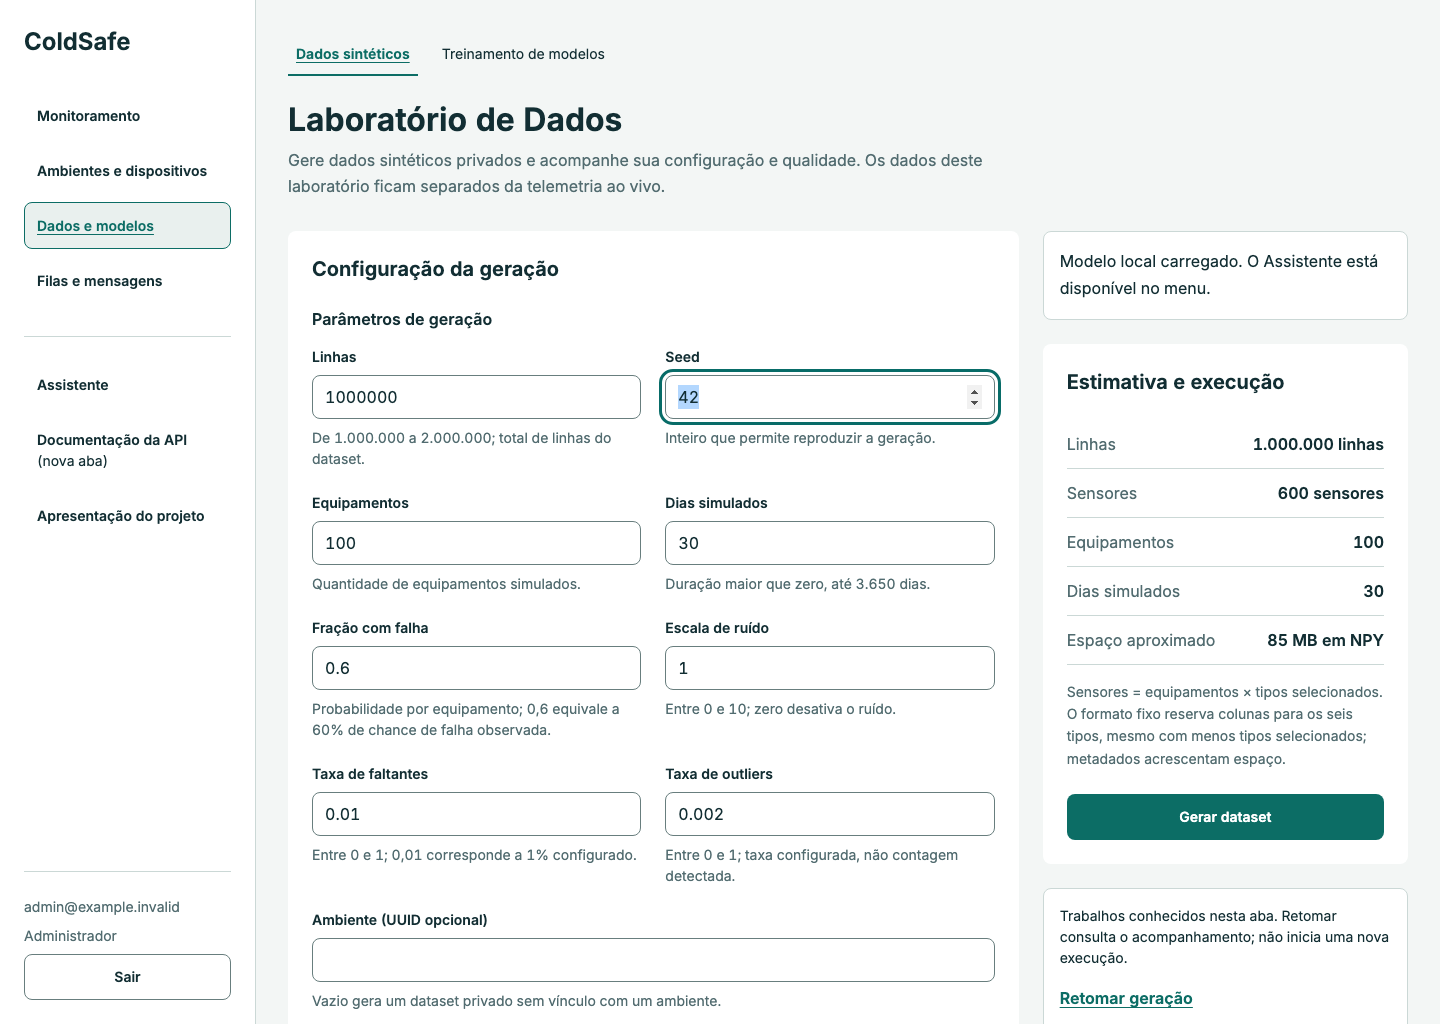 ColdSafe
Monitoramento
Ambientes e dispositivos
Dados e modelos
Filas e mensagens
Assistente
Documentação da API
(nova aba)
Apresentação do projeto
admin@example.invalid
Administrador
Sair
Dados sintéticos
Treinamento de modelos
Laboratório de Dados
Gere dados sintéticos privados e acompanhe sua configuração e qualidade. Os dados deste
laboratório ficam separados da telemetria ao vivo.
Configuração da geração
Parâmetros de geração
Linhas
1000000
De 1.000.000 a 2.000.000; total de linhas do
dataset.
Seed
42
Inteiro que permite reproduzir a geração.
Equipamentos
100
Quantidade de equipamentos simulados.
Dias simulados
30
Duração maior que zero, até 3.650 dias.
Fração com falha
0.6
Probabilidade por equipamento; 0,6 equivale a
60% de chance de falha observada.
Escala de ruído
1
Entre 0 e 10; zero desativa o ruído.
Taxa de faltantes
0.01
Entre 0 e 1; 0,01 corresponde a 1% configurado.
Taxa de outliers
0.002
Entre 0 e 1; taxa configurada, não contagem
detectada.
Ambiente (UUID opcional)
Vazio gera um dataset privado sem vínculo com um ambiente.
Modelo local carregado. O Assistente está
disponível no menu.
Estimativa e execução
Linhas 1.000.000 linhas
Sensores 600 sensores
Equipamentos 100
Dias simulados 30
Espaço aproximado 85 MB em NPY
Sensores = equipamentos × tipos selecionados.
O formato fixo reserva colunas para os seis
tipos, mesmo com menos tipos selecionados;
metadados acrescentam espaço.
Gerar dataset
Trabalhos conhecidos nesta aba. Retomar
consulta o acompanhamento; não inicia uma nova
execução.
Retomar geração